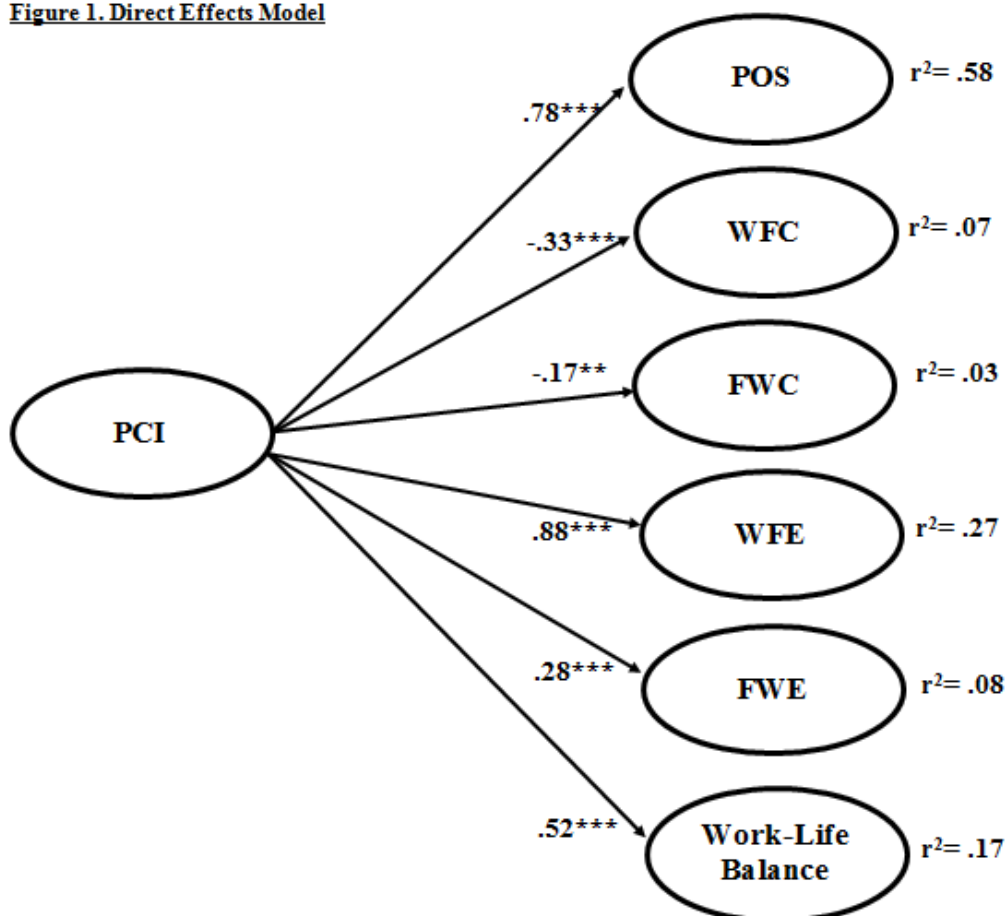 Figure 1. Direct Effects Model
POS
r²= .58
.78***
WFC
r²= .07
-.33***
FWC
r²= .03
-.17**
PCI
WFE
r²= .27
.88***
FWE
r²= .08
.28***
Work-Life
Balance
r²= .17
.52***